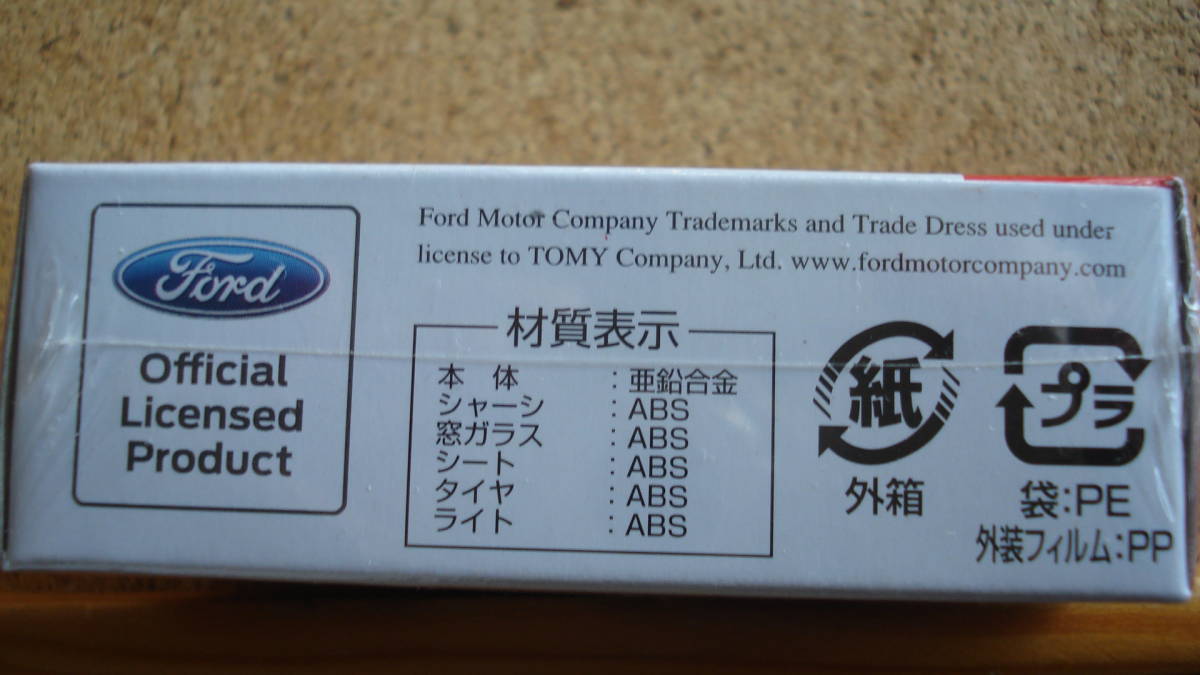 Ford
Official
Licensed
Product
Ford Motor Company Trademarks and Trade Dress used under
license to TOMY Company, Ltd. www.fordmotorcompany.com
材質表示
本 体 : 亜鉛合金
シャーシ : ABS
窓ガラス : ABS
シート : ABS
タイヤ : ABS
ライト : ABS
紙
外箱
プラ
袋:PE
外装フィルム:PP